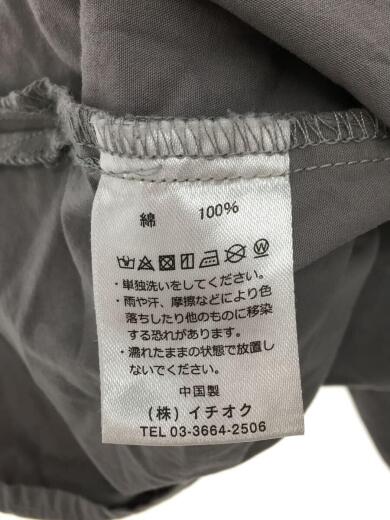 綿 100%
・単独洗いをしてください。
・雨や汗、摩擦などにより色
落ちしたり他のものに移染
する恐れがあります。
・濡れたままの状態で放置し
ないでください。
中国製
(株)イチオク
TEL 03-3664-2506